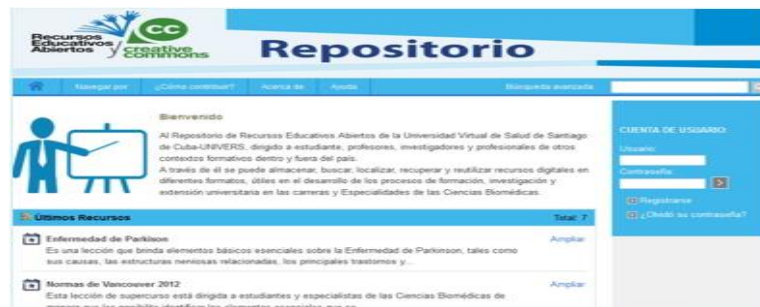 Recursos
Educativos
Abiertos y creative
commons
CC
Repositorio
Navegar por ¿Cómo contribuir? Acerca de Ayuda Búsqueda avanzada
Bienvenido
Al Repositorio de Recursos Educativos Abiertos de la Universidad Virtual de Salud de Santiago
de Cuba-UNIVERS, dirigido a estudiante, profesores, investigadores y profesionales de otros
contextos formativos dentro y fuera del país.
A través de él se puede almacenar, buscar, localizar, recuperar y reutilizar recursos digitales en
diferentes formatos, útiles en el desarrollo de los procesos de formación, investigación y
extensión universitaria en las carreras y Especialidades de las Ciencias Biomédicas.
CUENTA DE USUARIO
Usuario:
Contraseña:
Registrarse
¿Olvidó su contraseña?
Últimos Recursos Total: 7
Enfermedad de Parkison Ampliar
Es una lección que brinda elementos básicos esenciales sobre la Enfermedad de Parkinson, tales como
sus causas, las estructuras nerviosas relacionadas, los principales trastornos y...
Normas de Vancouver 2012 Ampliar
Esta lección de supercurso está dirigida a estudiantes y especialistas de las Ciencias Biomédicas de